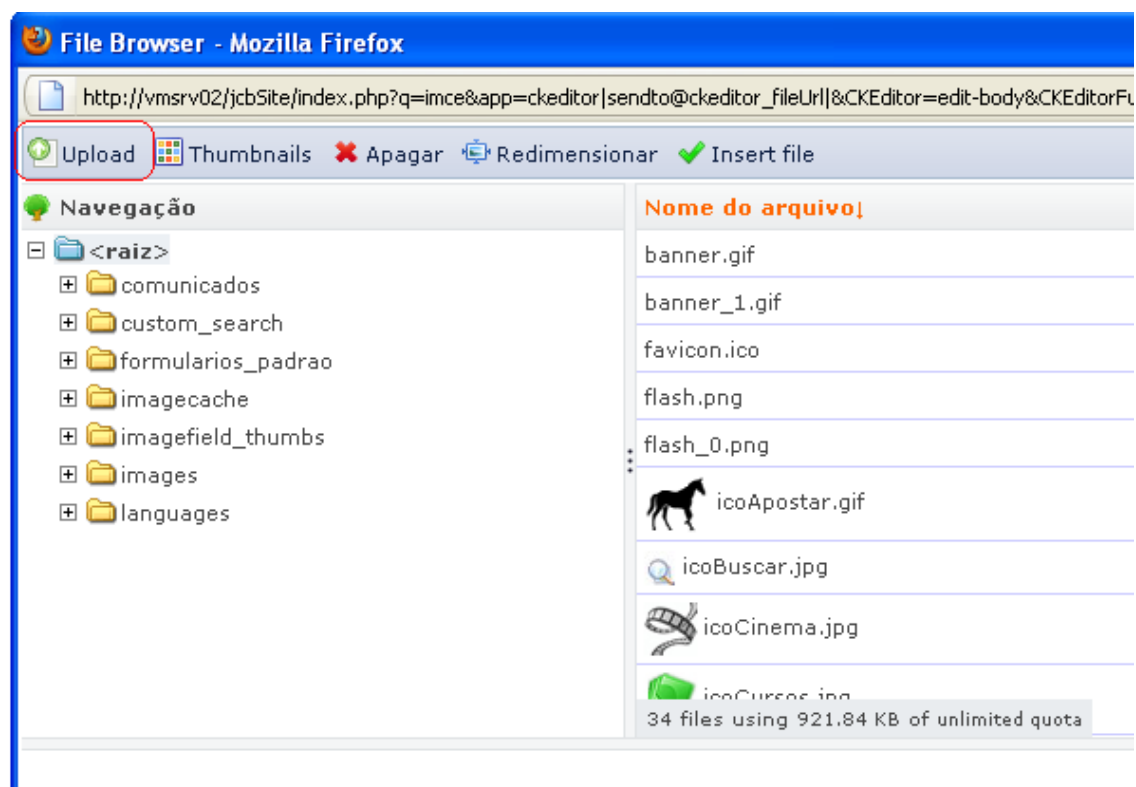 File Browser - Mozilla Firefox
http://vmsrv02/jcbSite/index.php?q=imce&app=ckeditor|sendto@ckeditor_fileUrl|&CKEditor=edit-body&CKEditorFu
Upload Thumbnails Apagar Redimensionar Insert file
Navegação
<raiz>
comunicados
custom_search
formularios_padrao
imagecache
imagefield_thumbs
images
languages
Nome do arquivo↓
banner.gif
banner_1.gif
favicon.ico
flash.png
flash_0.png
icoApostar.gif
icoBuscar.jpg
icoCinema.jpg
icoCursos.jpg
34 files using 921.84 KB of unlimited quota